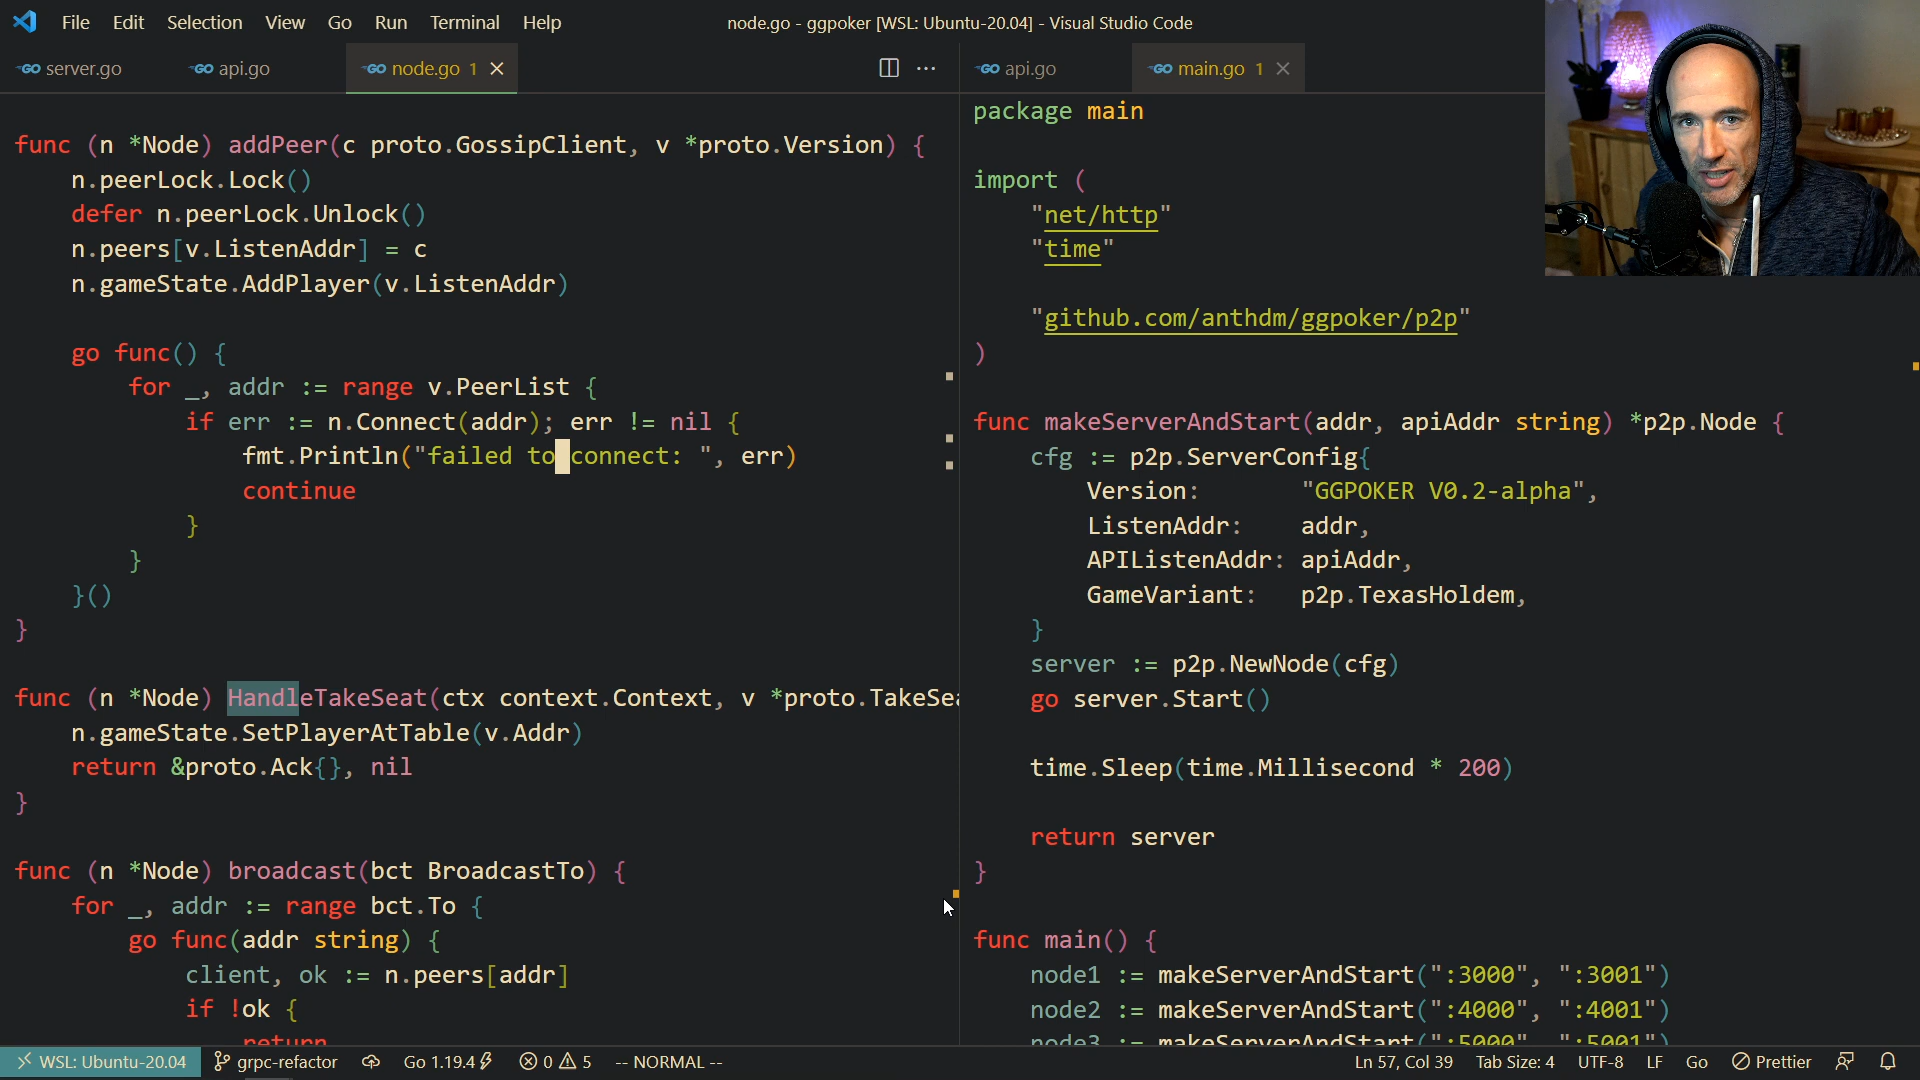 File Edit Selection View Go Run Terminal Help
node.go - ggpoker [WSL: Ubuntu-20.04] - Visual Studio Code
GO server.go
GO api.go
GO node.go 1
func (n *Node) addPeer(c proto.GossipClient, v *proto.Version) {
n.peerLock.Lock()
defer n.peerLock.Unlock()
n.peers[v.ListenAddr] = c
n.gameState.AddPlayer(v.ListenAddr)
go func() {
for _, addr := range v.PeerList {
if err := n.Connect(addr); err != nil {
fmt.Println("failed to connect: ", err)
continue
}
}
}()
}
func (n *Node) HandleTakeSeat(ctx context.Context, v *proto.TakeSea
n.gameState.SetPlayerAtTable(v.Addr)
return &proto.Ack{}, nil
}
func (n *Node) broadcast(bct BroadcastTo) {
for _, addr := range bct.To {
go func(addr string) {
client, ok := n.peers[addr]
if !ok {
return
GO api.go
GO main.go 1
package main
import (
"net/http"
"time"
"github.com/anthdm/ggpoker/p2p"
)
func makeServerAndStart(addr, apiAddr string) *p2p.Node {
cfg := p2p.ServerConfig{
Version: "GGPOKER V0.2-alpha",
ListenAddr: addr,
APIListenAddr: apiAddr,
GameVariant: p2p.TexasHoldem,
}
server := p2p.NewNode(cfg)
go server.Start()
time.Sleep(time.Millisecond * 200)
return server
}
func main() {
node1 := makeServerAndStart(":3000", ":3001")
node2 := makeServerAndStart(":4000", ":4001")
node3 := makeServerAndStart(":5000", ":5001")
WSL: Ubuntu-20.04 grpc-refactor Go 1.19.4 0 5 -- NORMAL -- Ln 57, Col 39 Tab Size: 4 UTF-8 LF Go Prettier